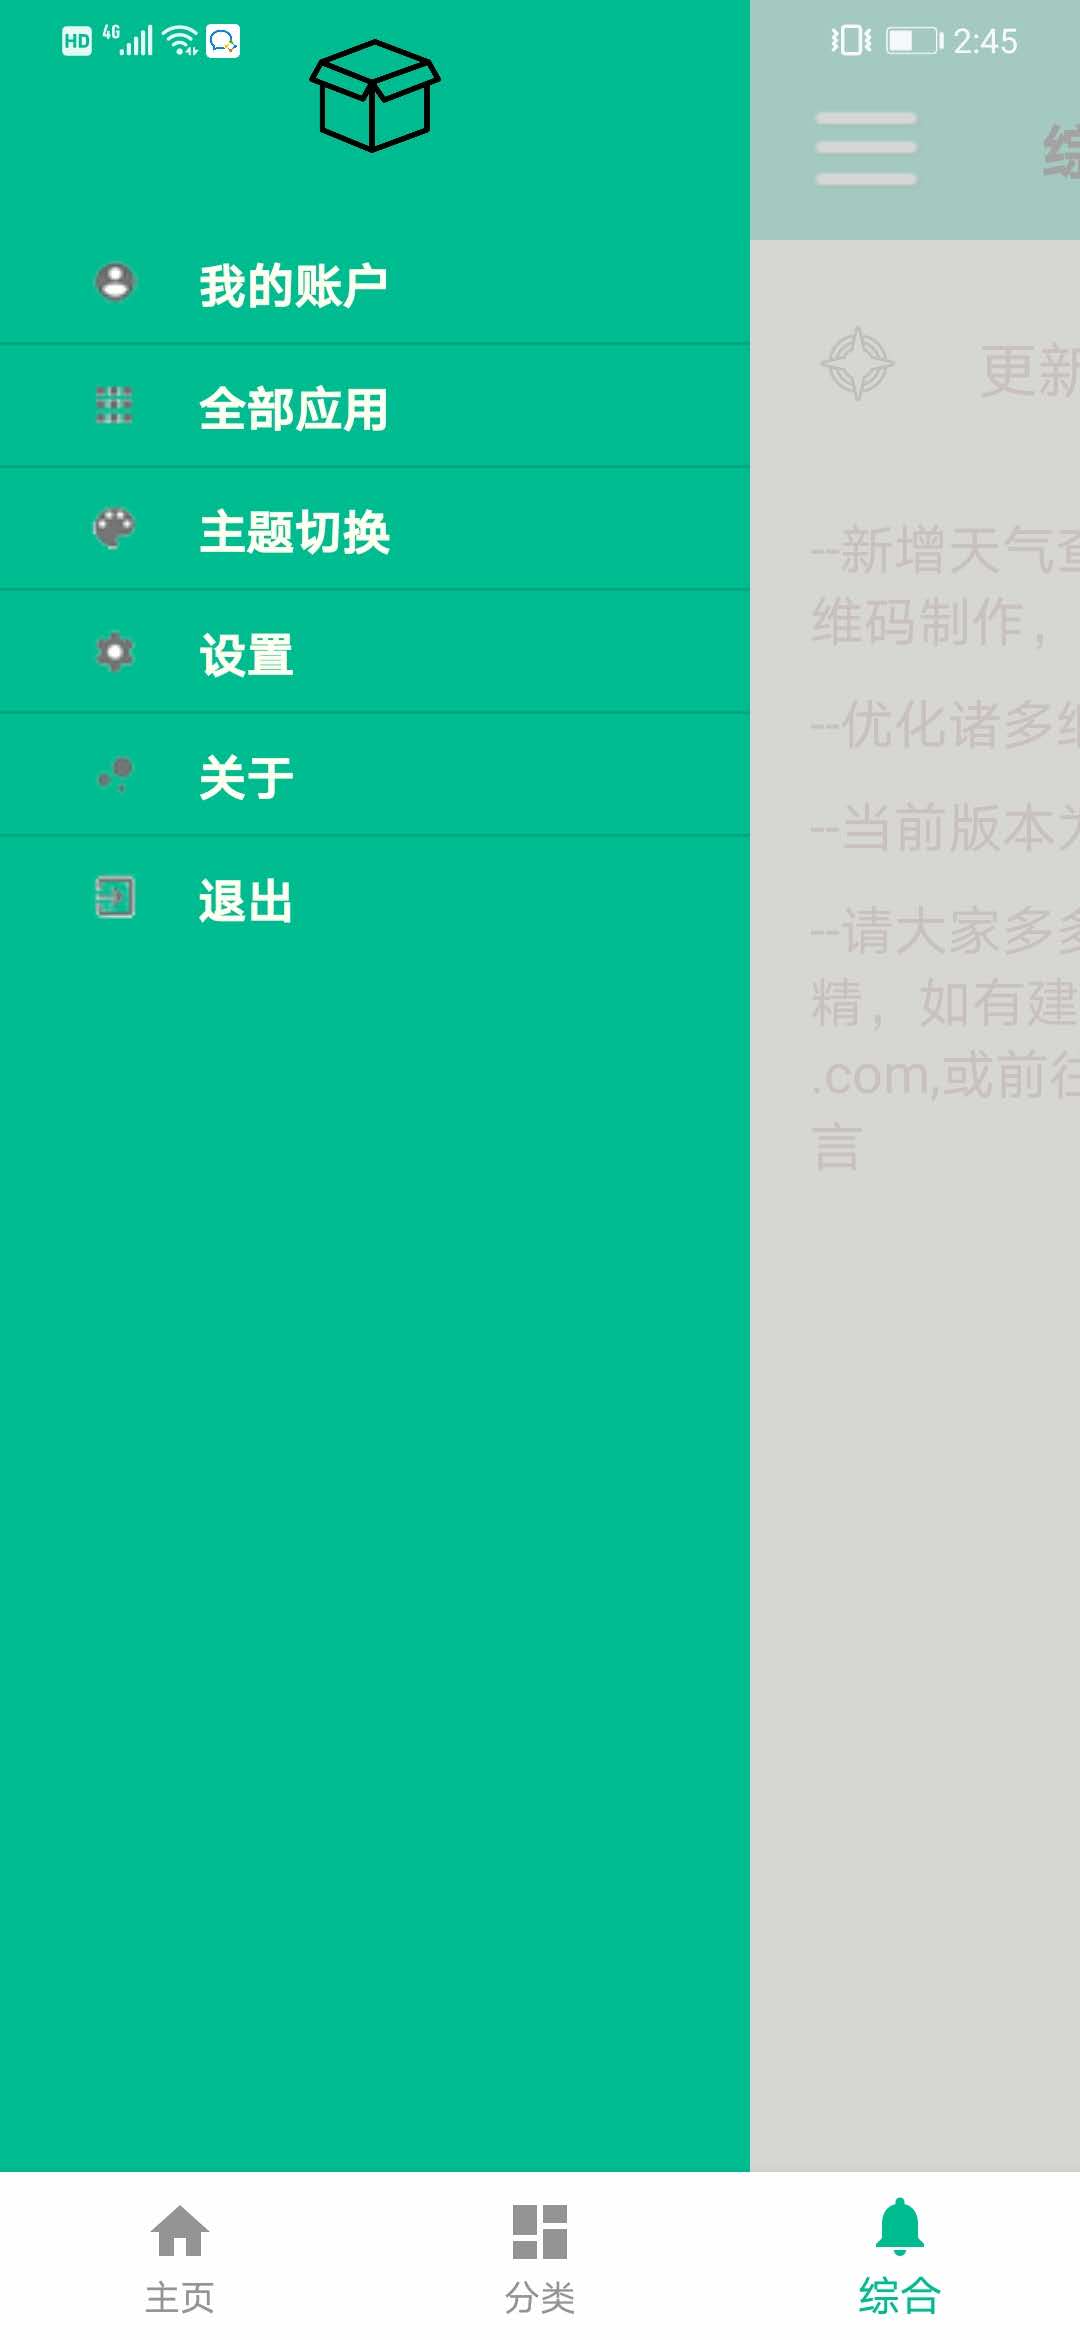 HD 4G 2:45
我的账户
全部应用
主题切换
设置
关于
退出
更新
--新增天气
维码制作，
--优化诸多
--当前版本
--请大家多多
精，如有建
.com,或前往
言
主页
分类
综合